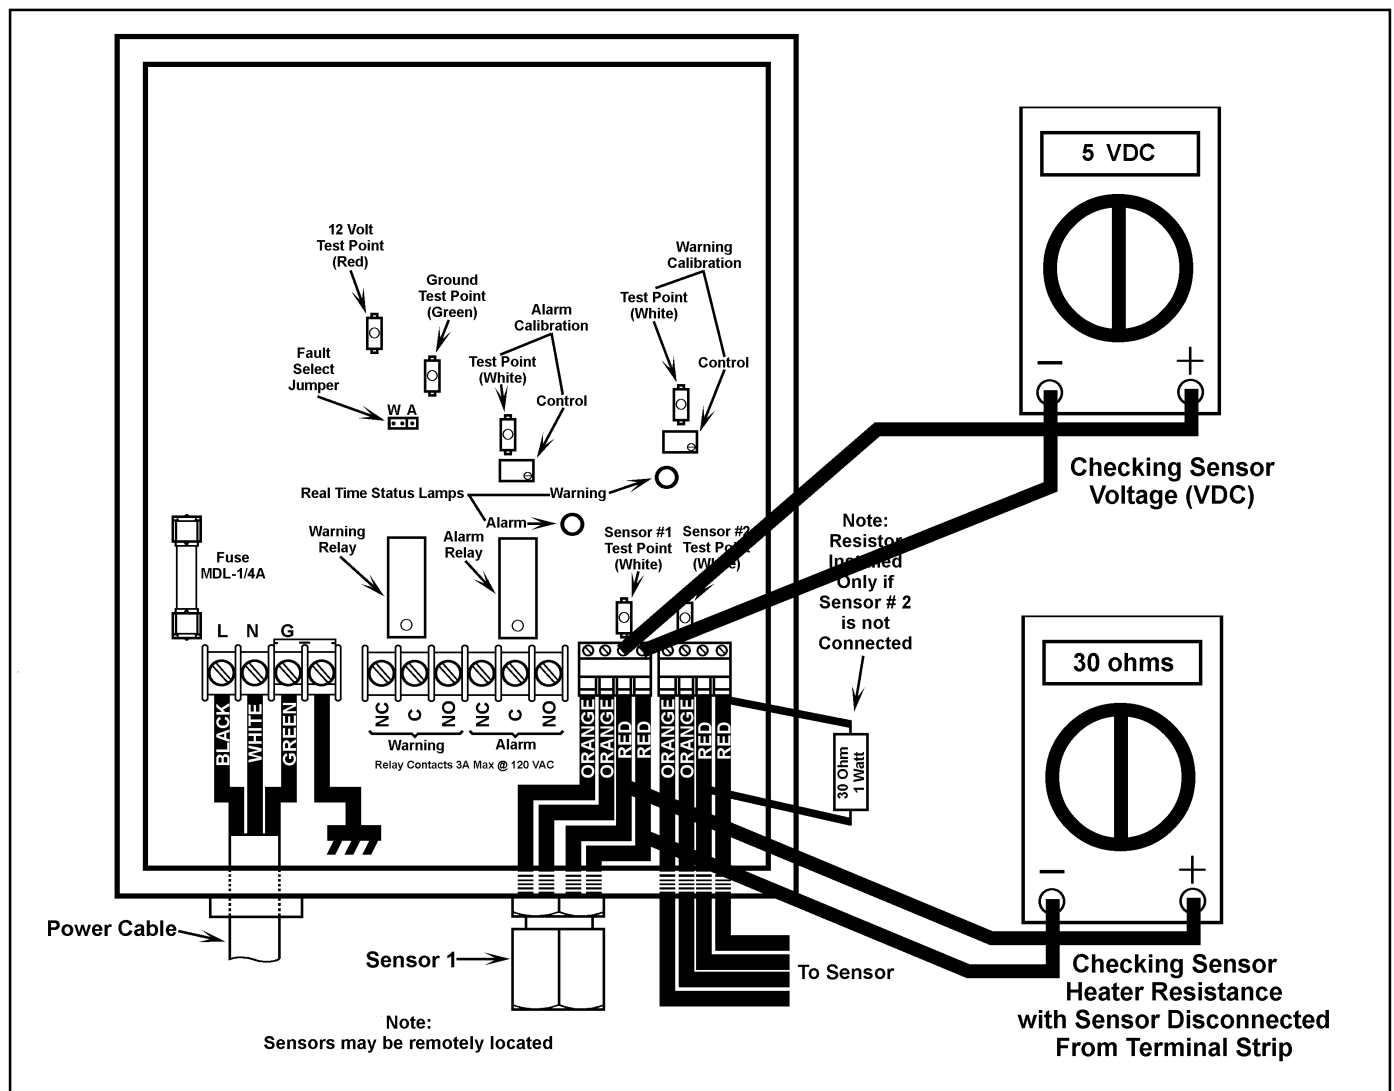 5 VDC
12 Volt
Test Point
(Red)
Ground
Test Point
(Green)
Alarm
Calibration
Test Point
(White)
Control
Warning
Calibration
Test Point
(White)
Control
Fault
Select
Jumper
W A
− +
Checking Sensor
Voltage (VDC)
Real Time Status Lamps
Warning
Alarm
Warning
Relay
Alarm
Relay
Sensor #1
Test Point
(White)
Sensor #2
Test Point
(White)
Note:
Resistor
Installed
Only if
Sensor # 2
is not
Connected
Fuse
MDL-1/4A
L N G
30 ohms
BLACK
WHITE
GREEN
NC
C
NO
NC
C
NO
Warning
Alarm
Relay Contacts 3A Max @ 120 VAC
ORANGE
ORANGE
RED
RED
ORANGE
ORANGE
RED
RED
30 Ohm
1 Watt
− +
Power Cable
Sensor 1
To Sensor
Checking Sensor
Heater Resistance
with Sensor Disconnected
From Terminal Strip
Note:
Sensors may be remotely located